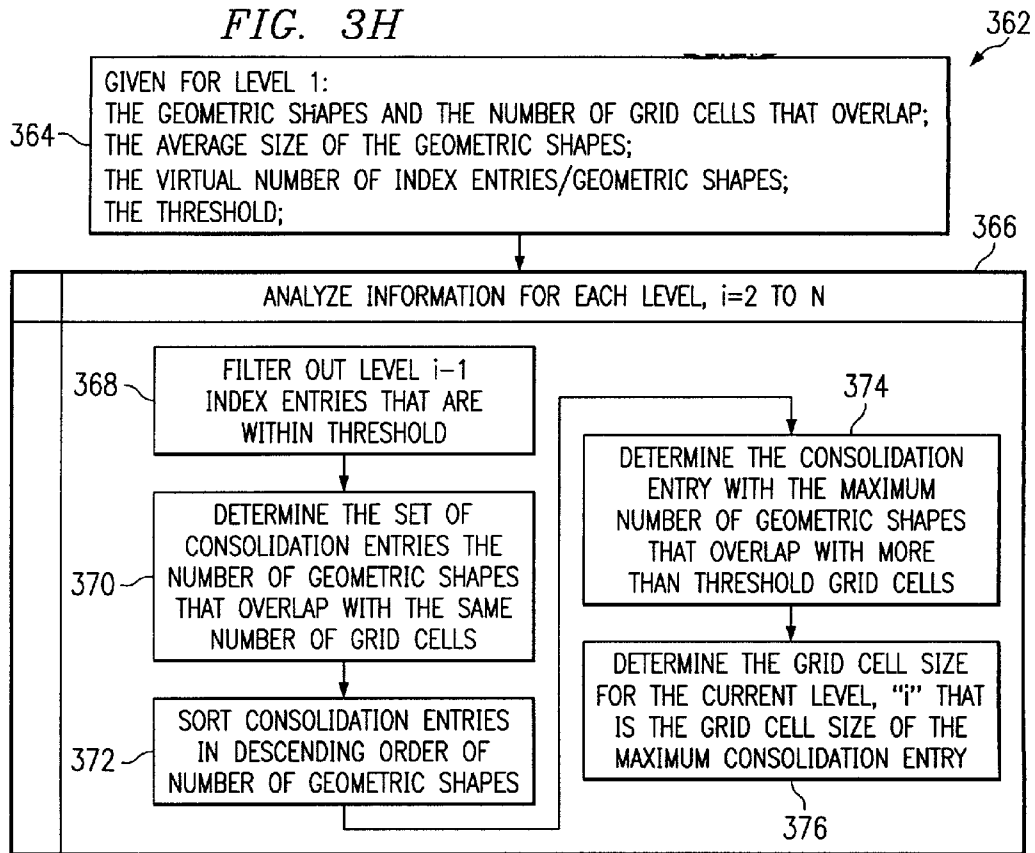 FIG. 3H
362
364
GIVEN FOR LEVEL 1:
THE GEOMETRIC SHAPES AND THE NUMBER OF GRID CELLS THAT OVERLAP;
THE AVERAGE SIZE OF THE GEOMETRIC SHAPES;
THE VIRTUAL NUMBER OF INDEX ENTRIES/GEOMETRIC SHAPES;
THE THRESHOLD;
366
ANALYZE INFORMATION FOR EACH LEVEL, i=2 TO N
368
FILTER OUT LEVEL i-1
INDEX ENTRIES THAT ARE
WITHIN THRESHOLD
370
DETERMINE THE SET OF
CONSOLIDATION ENTRIES THE
NUMBER OF GEOMETRIC SHAPES
THAT OVERLAP WITH THE SAME
NUMBER OF GRID CELLS
372
SORT CONSOLIDATION ENTRIES
IN DESCENDING ORDER OF
NUMBER OF GEOMETRIC SHAPES
374
DETERMINE THE CONSOLIDATION
ENTRY WITH THE MAXIMUM
NUMBER OF GEOMETRIC SHAPES
THAT OVERLAP WITH MORE
THAN THRESHOLD GRID CELLS
DETERMINE THE GRID CELL SIZE
FOR THE CURRENT LEVEL, "i" THAT
IS THE GRID CELL SIZE OF THE
MAXIMUM CONSOLIDATION ENTRY
376